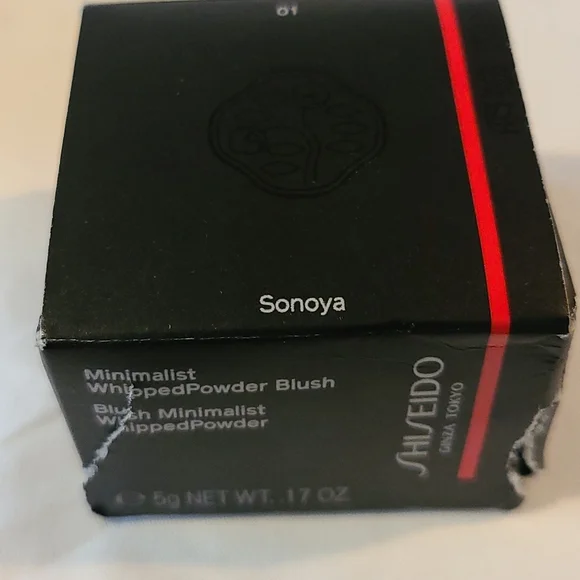 01
Sonoya
Minimalist
WhippedPowder Blush
Blush Minimalist
WhippedPowder
5g NET WT. .17 OZ
SHISEIDO
GINZA TOKYO